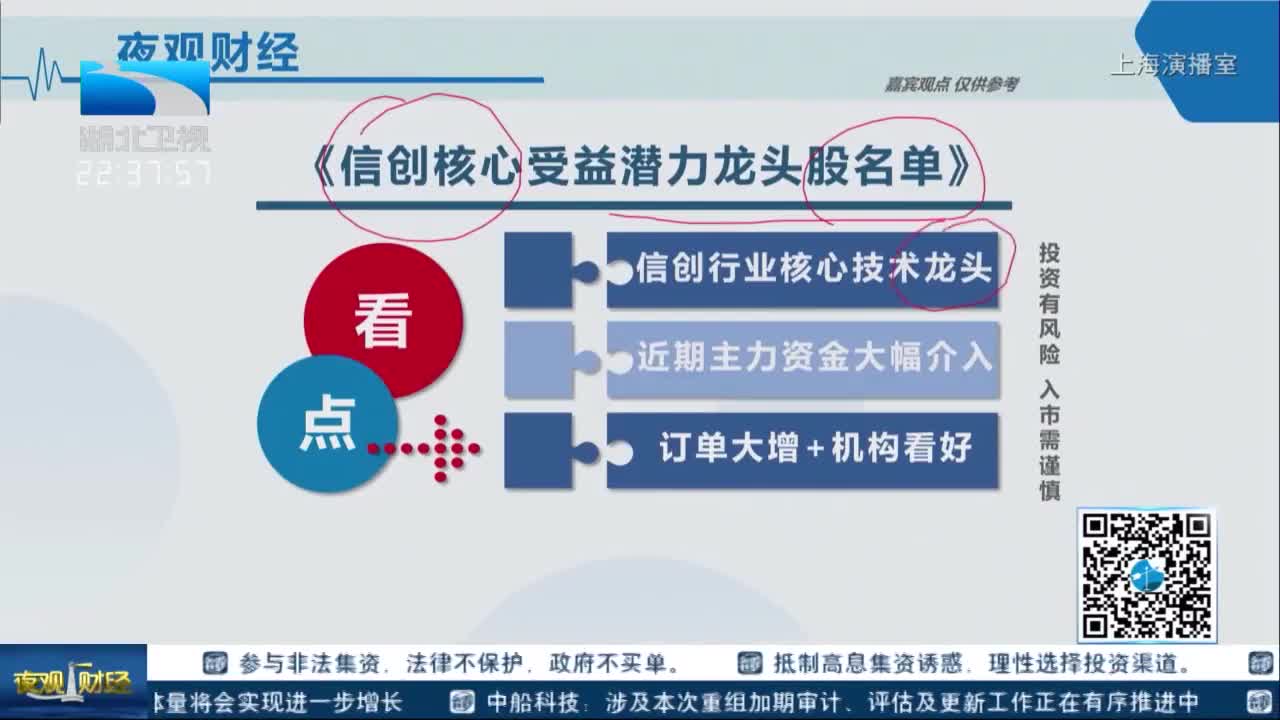 夜观财经
上海演播室
嘉宾观点 仅供参考
湖北卫视
22:37:57
《信创核心受益潜力龙头股名单》
看点
信创行业核心技术龙头
近期主力资金大幅介入
订单大增+机构看好
投资有风险 入市需谨慎
夜观财经
参与非法集资，法律不保护，政府不买单。
抵制高息集资诱惑，理性选择投资渠道。
体量将会实现进一步增长
中船科技：涉及本次重组加期审计、评估及更新工作正在有序推进中